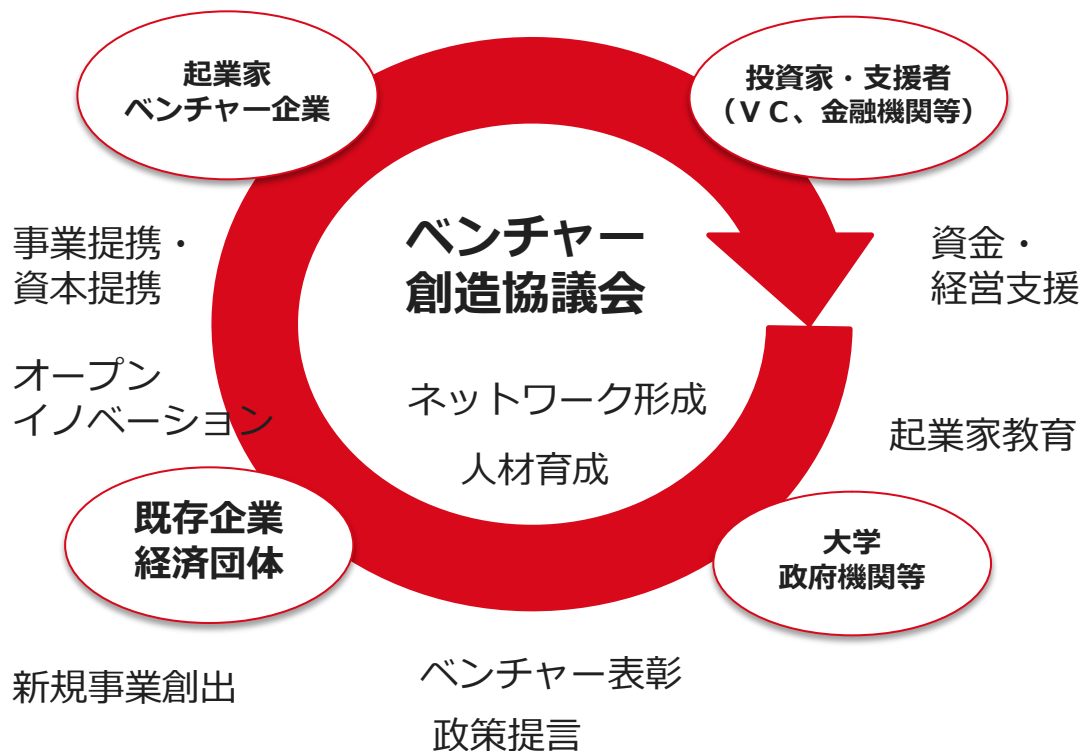 起業家
ベンチャー企業
投資家・支援者
（ＶＣ、金融機関等）
ベンチャー
創造協議会
事業提携・
資本提携
資金・
経営支援
オープン
イノベーション
ネットワーク形成
人材育成
起業家教育
既存企業
経済団体
大学
政府機関等
新規事業創出
ベンチャー表彰
政策提言